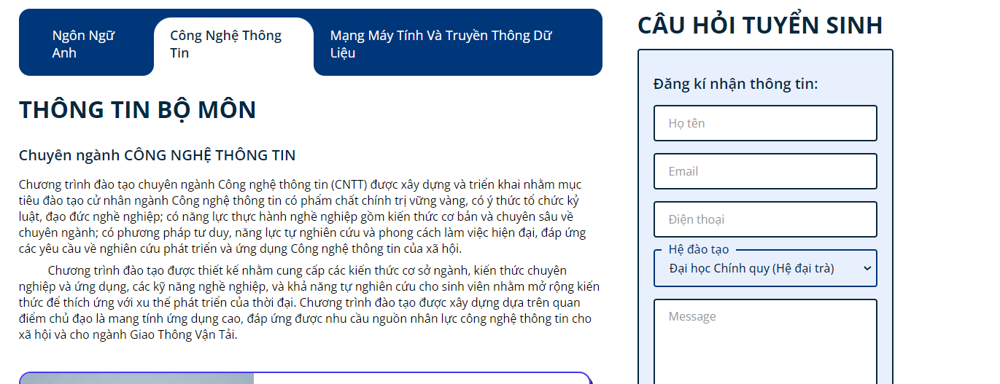 Ngôn Ngữ
Anh
Công Nghệ Thông
Tin
Mạng Máy Tính Và Truyền Thông Dữ
Liệu
THÔNG TIN BỘ MÔN
Chuyên ngành CÔNG NGHỆ THÔNG TIN
Chương trình đào tạo chuyên ngành Công nghệ thông tin (CNTT) được xây dựng và triển khai nhằm mục
tiêu đào tạo cử nhân ngành Công nghệ thông tin có phẩm chất chính trị vững vàng, có ý thức tổ chức kỷ
luật, đạo đức nghề nghiệp; có năng lực thực hành nghề nghiệp gồm kiến thức cơ bản và chuyên sâu về
chuyên ngành; có phương pháp tư duy, năng lực tự nghiên cứu và phong cách làm việc hiện đại, đáp ứng
các yêu cầu về nghiên cứu phát triển và ứng dụng Công nghệ thông tin của xã hội.
Chương trình đào tạo được thiết kế nhằm cung cấp các kiến thức cơ sở ngành, kiến thức chuyên
nghiệp và ứng dụng, các kỹ năng nghề nghiệp, và khả năng tự nghiên cứu cho sinh viên nhằm mở rộng kiến
thức để thích ứng với xu thế phát triển của thời đại. Chương trình đào tạo được xây dựng dựa trên quan
điểm chủ đạo là mang tính ứng dụng cao, đáp ứng được nhu cầu nguồn nhân lực công nghệ thông tin cho
xã hội và cho ngành Giao Thông Vận Tải.
CÂU HỎI TUYỂN SINH
Đăng kí nhận thông tin:
Họ tên
Email
Điện thoại
Hệ đào tạo
Đại học Chính quy (Hệ đại trà)
Message